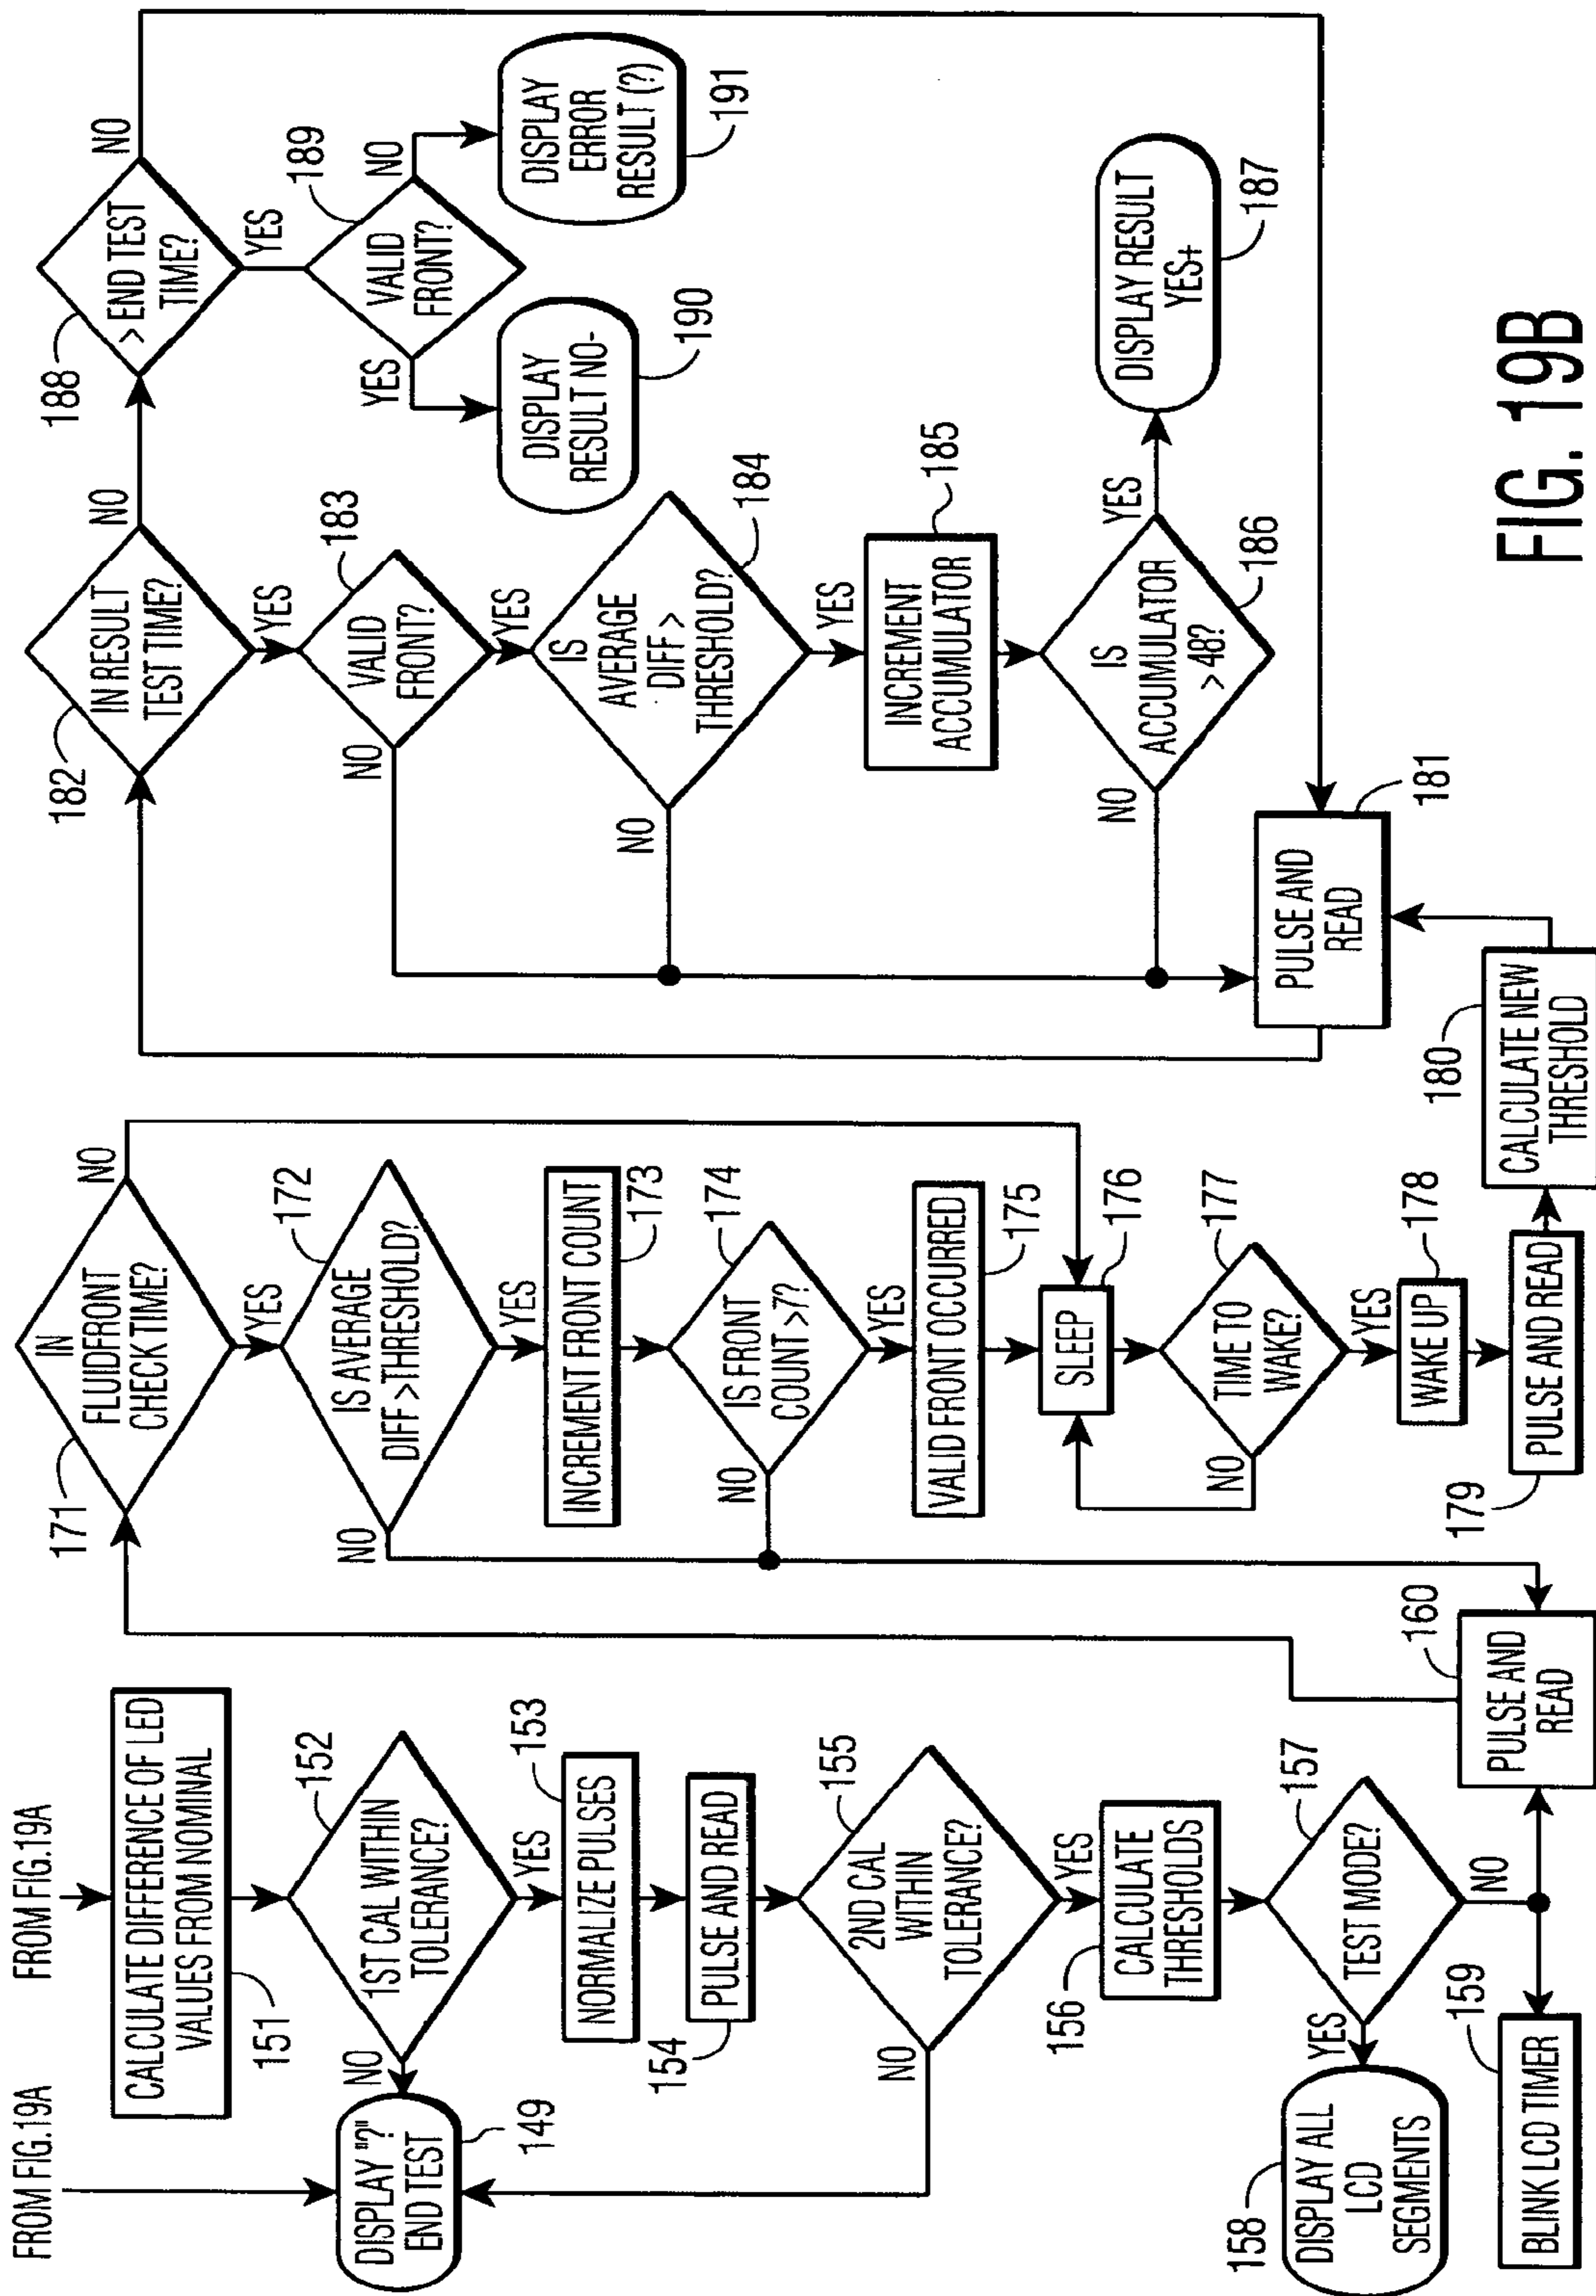 FROM FIG.19A
FROM FIG.19A
CALCULATE DIFFERENCE OF LED
VALUES FROM NOMINAL
151
1ST CAL WITHIN
TOLERANCE?
152
NO
YES
DISPLAY "?"
END TEST
149
NORMALIZE PULSES
153
PULSE AND READ
154
2ND CAL
WITHIN
TOLERANCE?
155
NO
YES
CALCULATE
THRESHOLDS
156
TEST MODE?
157
YES
NO
DISPLAY ALL
LCD
SEGMENTS
158
BLINK LCD TIMER
159
PULSE AND
READ
160
IN
FLUIDFRONT
CHECK TIME?
171
NO
YES
IS AVERAGE
DIFF >THRESHOLD?
172
NO
YES
INCREMENT FRONT COUNT
173
IS FRONT
COUNT >7?
174
NO
YES
VALID FRONT OCCURRED
175
SLEEP
176
TIME TO
WAKE?
177
NO
YES
WAKE UP
178
PULSE AND READ
179
CALCULATE NEW
THRESHOLD
180
PULSE AND
READ
181
IN RESULT
TEST TIME?
182
NO
YES
VALID
FRONT?
183
NO
YES
IS
AVERAGE
DIFF >
THRESHOLD?
184
NO
YES
INCREMENT
ACCUMULATOR
185
IS
ACCUMULATOR
>48?
186
NO
YES
DISPLAY RESULT
YES+
187
> END TEST
TIME?
188
NO
YES
VALID
FRONT?
189
YES
NO
DISPLAY
RESULT NO-
190
DISPLAY
ERROR
RESULT (?)
191
FIG. 19B